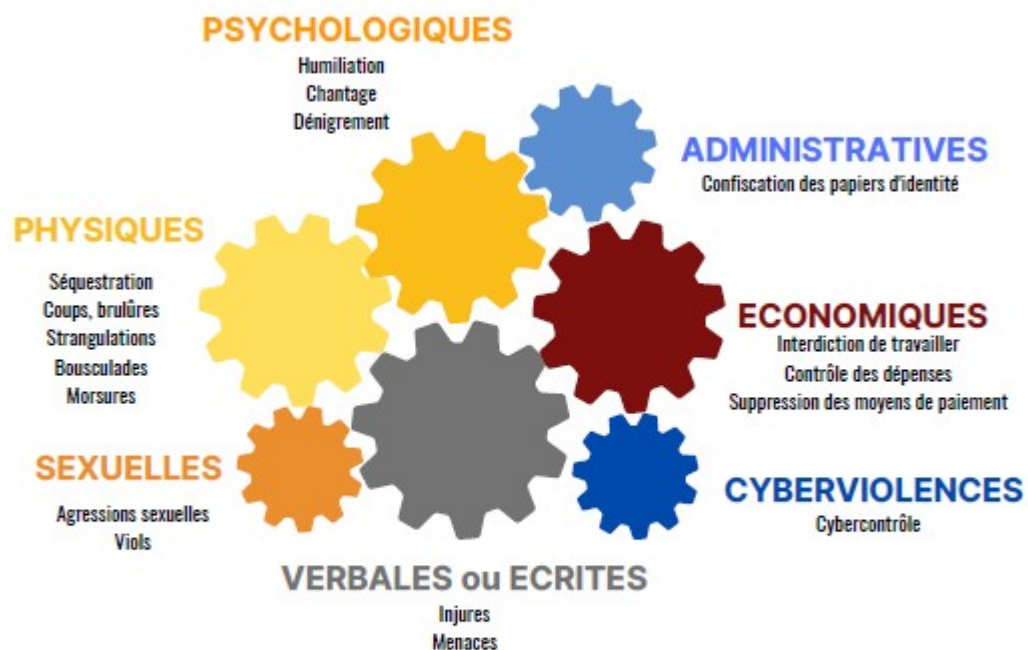 PSYCHOLOGIQUES
Humiliation
Chantage
Dénigrement
ADMINISTRATIVES
Confiscation des papiers d'identité
PHYSIQUES
Séquestration
Coups, brulûres
Strangulations
Bousculades
Morsures
ECONOMIQUES
Interdiction de travailler
Contrôle des dépenses
Suppression des moyens de paiement
SEXUELLES
Agressions sexuelles
Viols
CYBERVIOLENCES
Cybercontrôle
VERBALES ou ECRITES
Injures
Menaces